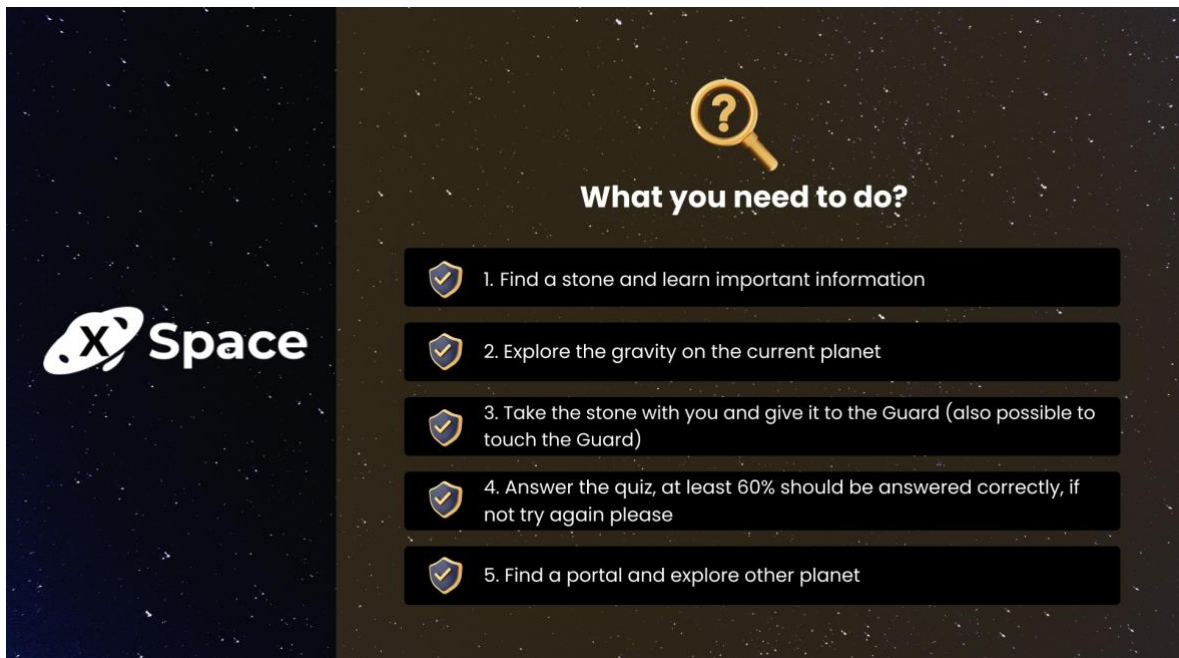 X Space
What you need to do?
1. Find a stone and learn important information
2. Explore the gravity on the current planet
3. Take the stone with you and give it to the Guard (also possible to
touch the Guard)
4. Answer the quiz, at least 60% should be answered correctly, if
not try again please
5. Find a portal and explore other planet